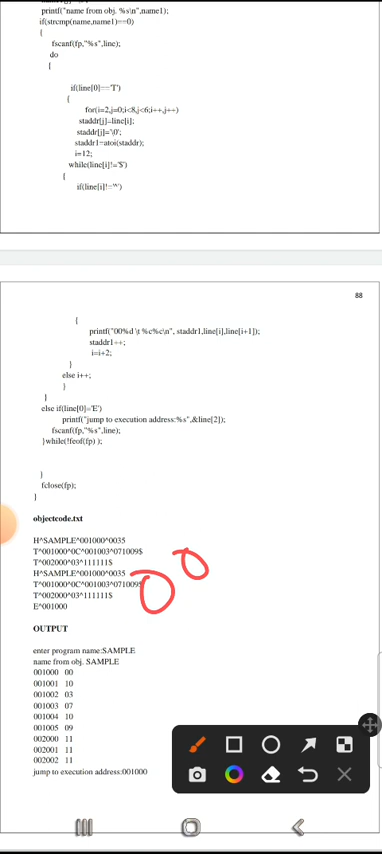 printf("name from obj. %s\n",name1);
if(strcmp(name,name1)==0)
{
fscanf(fp,"%s",line);
do
{
if(line[0]=='T')
{
for(i=2,j=0;i<8,j<6;i++,j++)
staddr[j]=line[i];
staddr[j]='\0';
staddr1=atoi(staddr);
i=12;
while(line[i]!='$')
{
if(line[i]!='^')
88
{
printf("00%d \t %c%c\n", staddr1,line[i],line[i+1]);
staddr1++;
i=i+2;
}
else i++;
}
}
else if(line[0]='E')
printf("jump to execution address:%s",&line[2]);
fscanf(fp,"%s",line);
}while(!feof(fp) );
}
fclose(fp);
}
objectcode.txt
H^SAMPLE^001000^0035
T^001000^0C^001003^071009$
T^002000^03^111111$
H^SAMPLE^001000^0035
T^001000^0C^001003^071009$
T^002000^03^111111$
E^001000
OUTPUT
enter program name:SAMPLE
name from obj. SAMPLE
001000 00
001001 10
001002 03
001003 07
001004 10
001005 09
002000 11
002001 11
002002 11
jump to execution address:001000